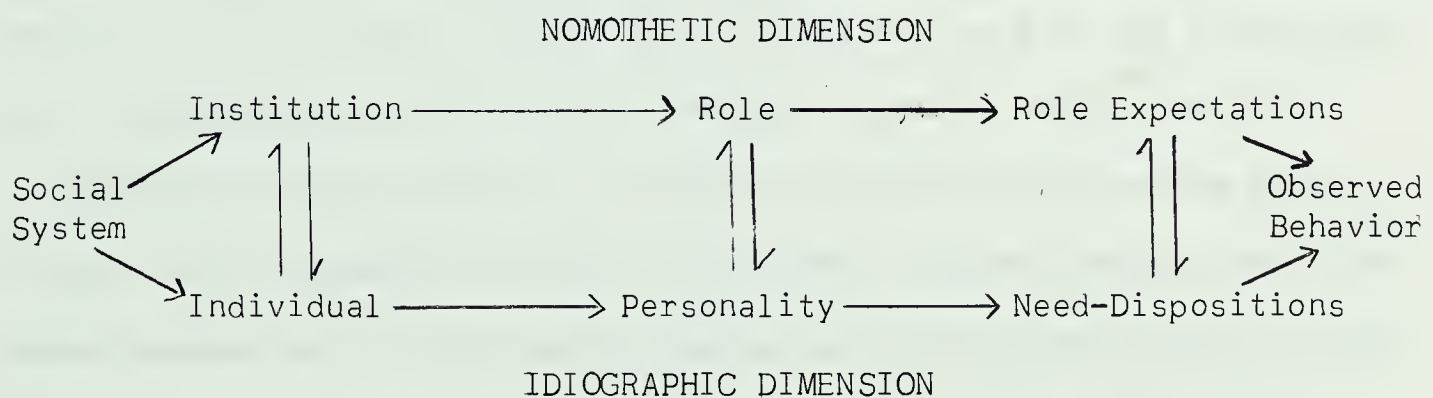 NOMOTHETIC DIMENSION
Institution Role Role Expectations
Social System
Observed Behavior
Individual Personality Need-Dispositions
IDIOGRAPHIC DIMENSION